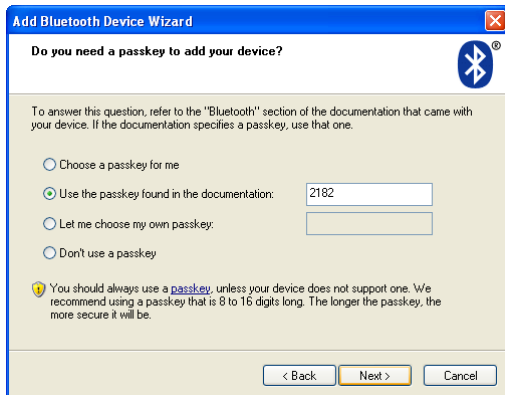 Add Bluetooth Device Wizard
Do you need a passkey to add your device?
®
To answer this question, refer to the "Bluetooth" section of the documentation that came with
your device. If the documentation specifies a passkey, use that one.
Choose a passkey for me
Use the passkey found in the documentation: 2182
Let me choose my own passkey:
Don't use a passkey
You should always use a passkey, unless your device does not support one. We
recommend using a passkey that is 8 to 16 digits long. The longer the passkey, the
more secure it will be.
< Back Next > Cancel